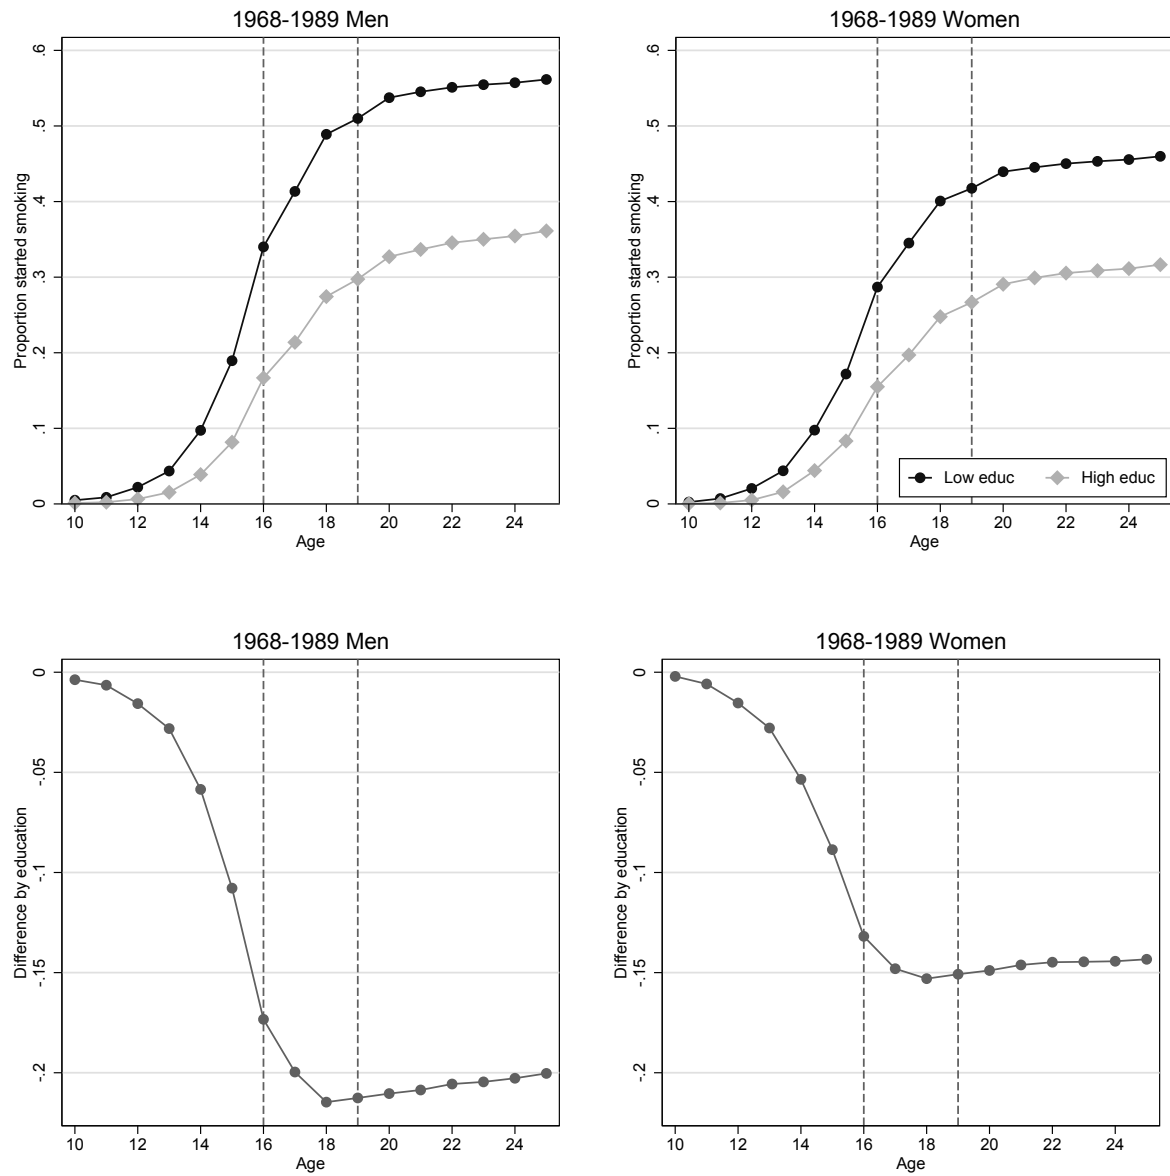 1968-1989 Men
Proportion started smoking
0 .1 .2 .3 .4 .5 .6
10 12 14 16 18 20 22 24
Age
1968-1989 Women
Proportion started smoking
0 .1 .2 .3 .4 .5 .6
Low educ High educ
10 12 14 16 18 20 22 24
Age
1968-1989 Men
Difference by education
-.2 -.15 -.1 -.05 0
10 12 14 16 18 20 22 24
Age
1968-1989 Women
Difference by education
-.2 -.15 -.1 -.05 0
10 12 14 16 18 20 22 24
Age